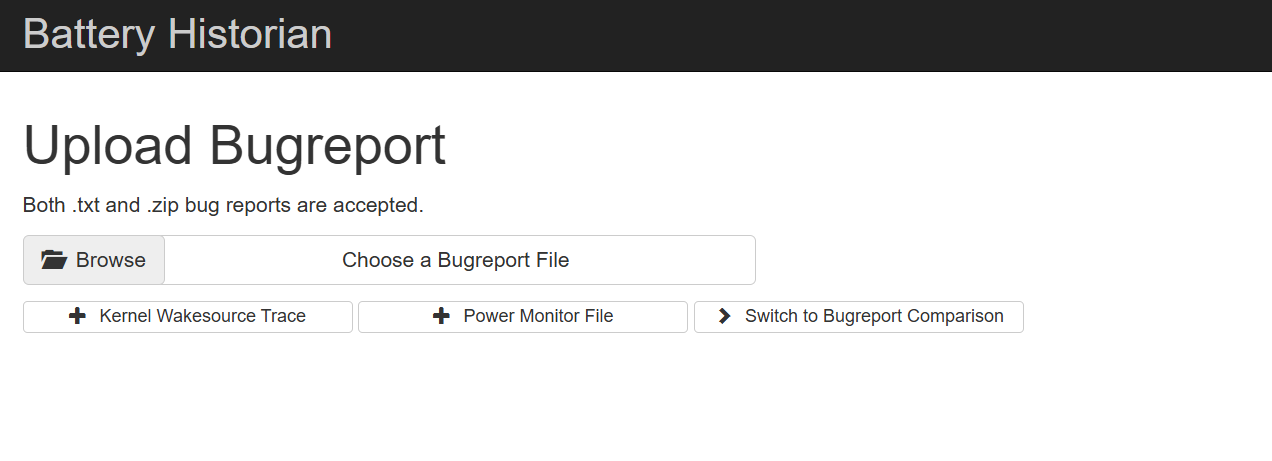 Battery Historian
Upload Bugreport
Both .txt and .zip bug reports are accepted.
Browse Choose a Bugreport File
Kernel Wakesource Trace Power Monitor File Switch to Bugreport Comparison